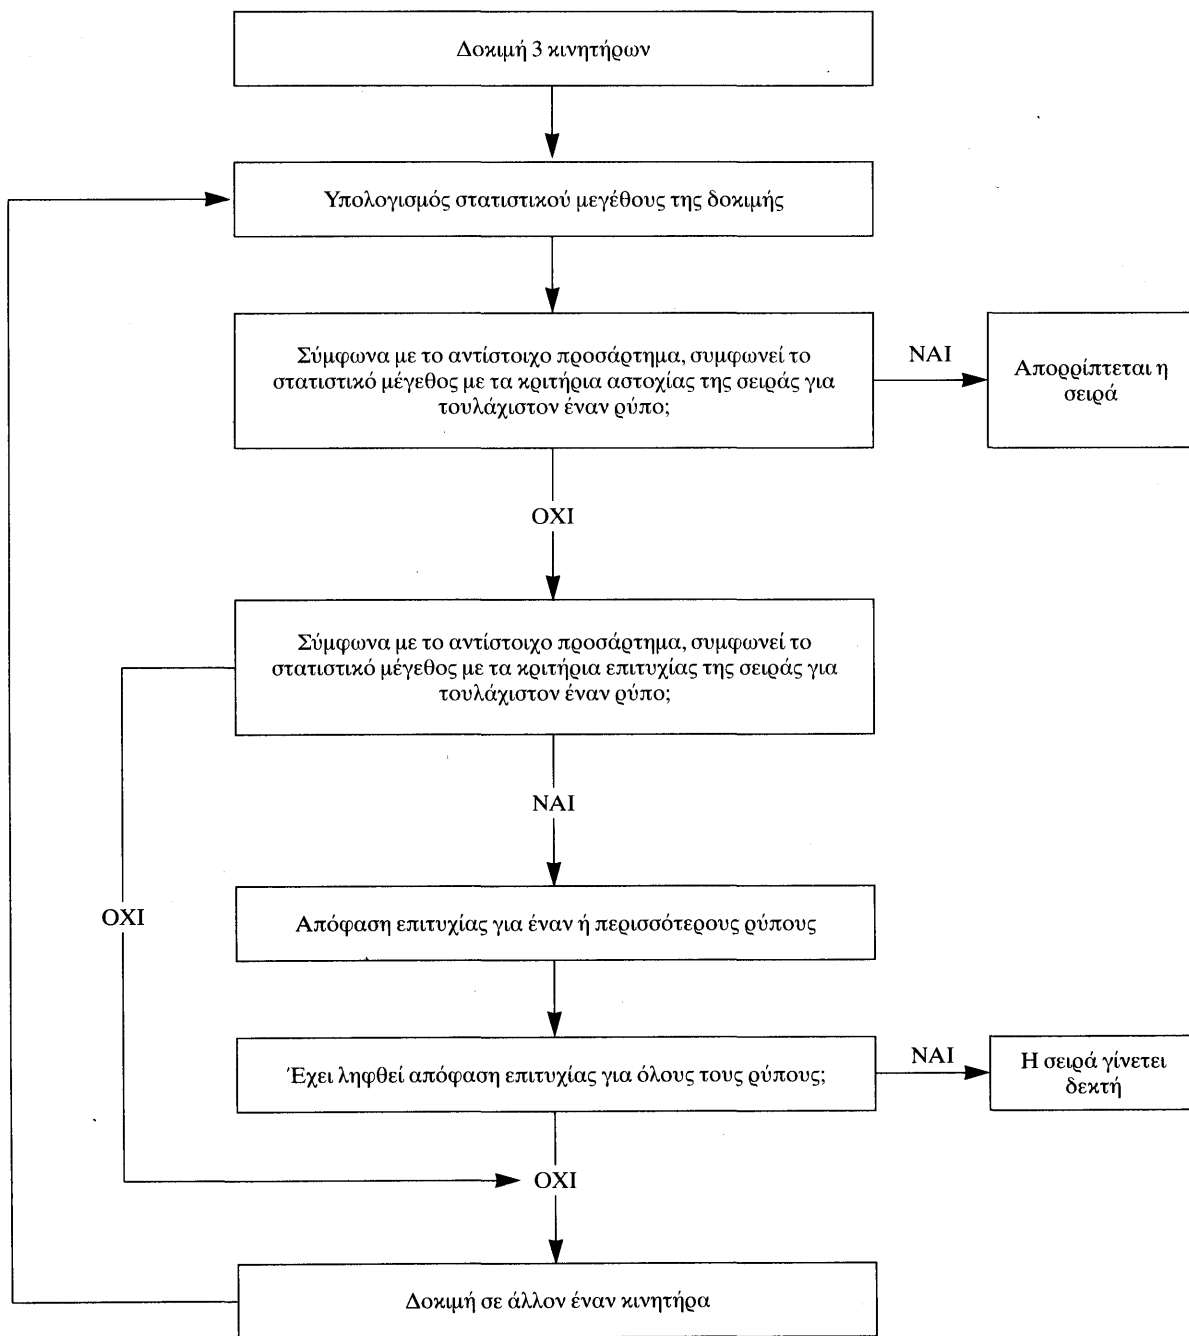 Δοκιμή 3 κινητήρων
Υπολογισμός στατιστικού μεγέθους της δοκιμής
Σύμφωνα με το αντίστοιχο προσάρτημα, συμφωνεί το
στατιστικό μέγεθος με τα κριτήρια αστοχίας της σειράς για
τουλάχιστον έναν ρύπο;
ΝΑΙ
Απορρίπτεται η
σειρά
ΟΧΙ
Σύμφωνα με το αντίστοιχο προσάρτημα, συμφωνεί το
στατιστικό μέγεθος με τα κριτήρια επιτυχίας της σειράς για
τουλάχιστον έναν ρύπο;
ΝΑΙ
ΟΧΙ
Απόφαση επιτυχίας για έναν ή περισσότερους ρύπους
Έχει ληφθεί απόφαση επιτυχίας για όλους τους ρύπους;
ΝΑΙ
Η σειρά γίνετει
δεκτή
ΟΧΙ
Δοκιμή σε άλλον έναν κινητήρα